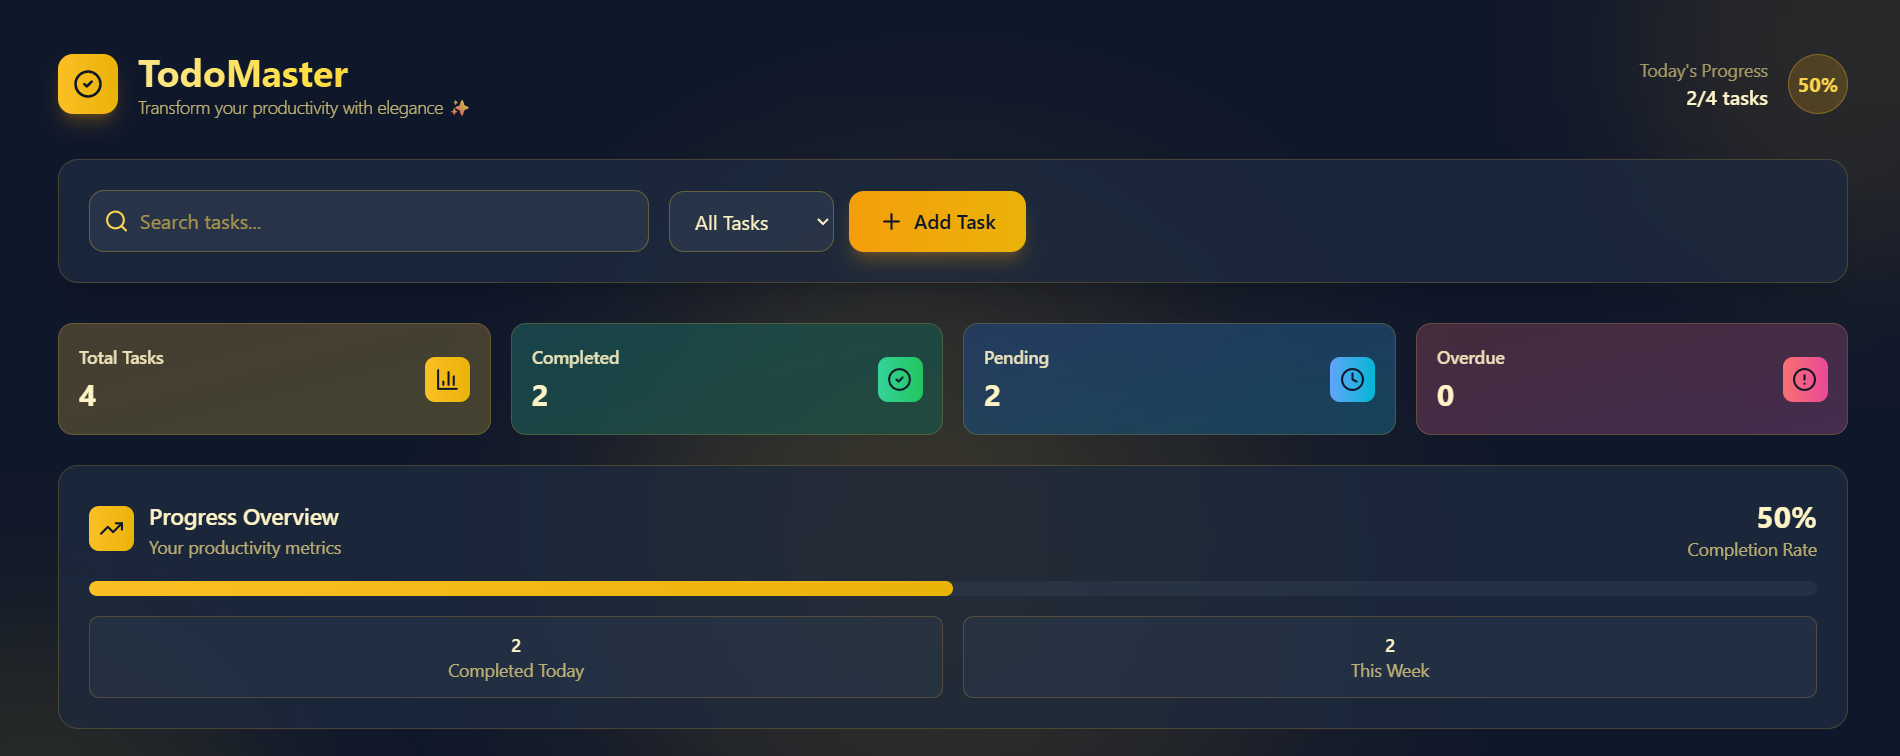 TodoMaster
Transform your productivity with elegance ✨
Today's Progress
2/4 tasks
50%
Search tasks...
All Tasks
+ Add Task
Total Tasks
4
Completed
2
Pending
2
Overdue
0
Progress Overview
Your productivity metrics
50%
Completion Rate
2
Completed Today
2
This Week